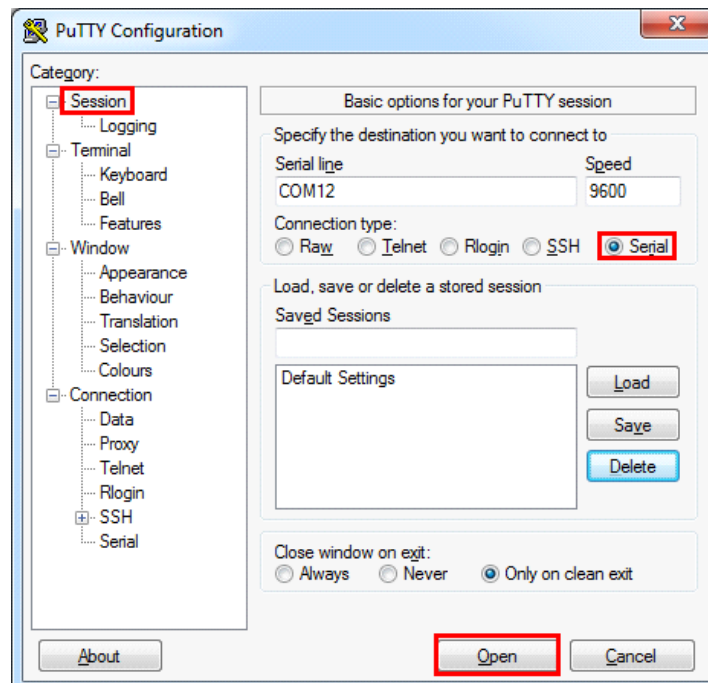 PuTTY Configuration
Category:
Session
Logging
Terminal
Keyboard
Bell
Features
Window
Appearance
Behaviour
Translation
Selection
Colours
Connection
Data
Proxy
Telnet
Rlogin
SSH
Serial
Basic options for your PuTTY session
Specify the destination you want to connect to
Serial line Speed
COM12 9600
Connection type:
Raw Telnet Rlogin SSH Serial
Load, save or delete a stored session
Saved Sessions
Default Settings
Load
Save
Delete
Close window on exit:
Always Never Only on clean exit
About Open Cancel